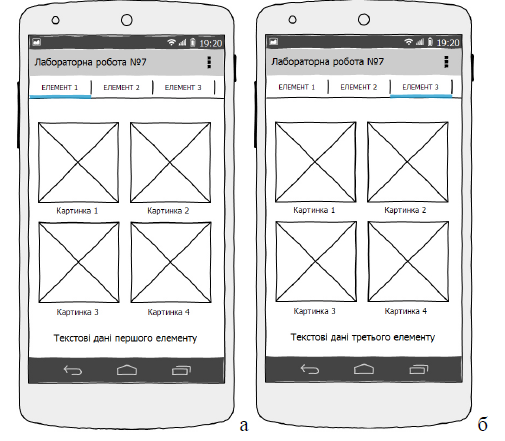 19:20
Лабораторна робота №7
ЕЛЕМЕНТ 1 ЕЛЕМЕНТ 2 ЕЛЕМЕНТ 3
Картинка 1 Картинка 2
Картинка 3 Картинка 4
Текстові дані першого елементу
а
19:20
Лабораторна робота №7
ЕЛЕМЕНТ 1 ЕЛЕМЕНТ 2 ЕЛЕМЕНТ 3
Картинка 1 Картинка 2
Картинка 3 Картинка 4
Текстові дані третього елементу
б